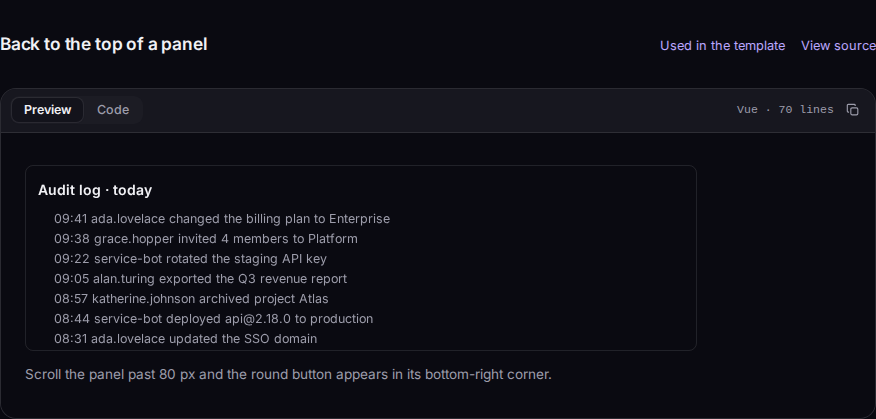 Back to the top of a panel
Used in the template View source
Preview Code
Vue · 70 lines
Audit log · today
09:41 ada.lovelace changed the billing plan to Enterprise
09:38 grace.hopper invited 4 members to Platform
09:22 service-bot rotated the staging API key
09:05 alan.turing exported the Q3 revenue report
08:57 katherine.johnson archived project Atlas
08:44 service-bot deployed api@2.18.0 to production
08:31 ada.lovelace updated the SSO domain
Scroll the panel past 80 px and the round button appears in its bottom-right corner.